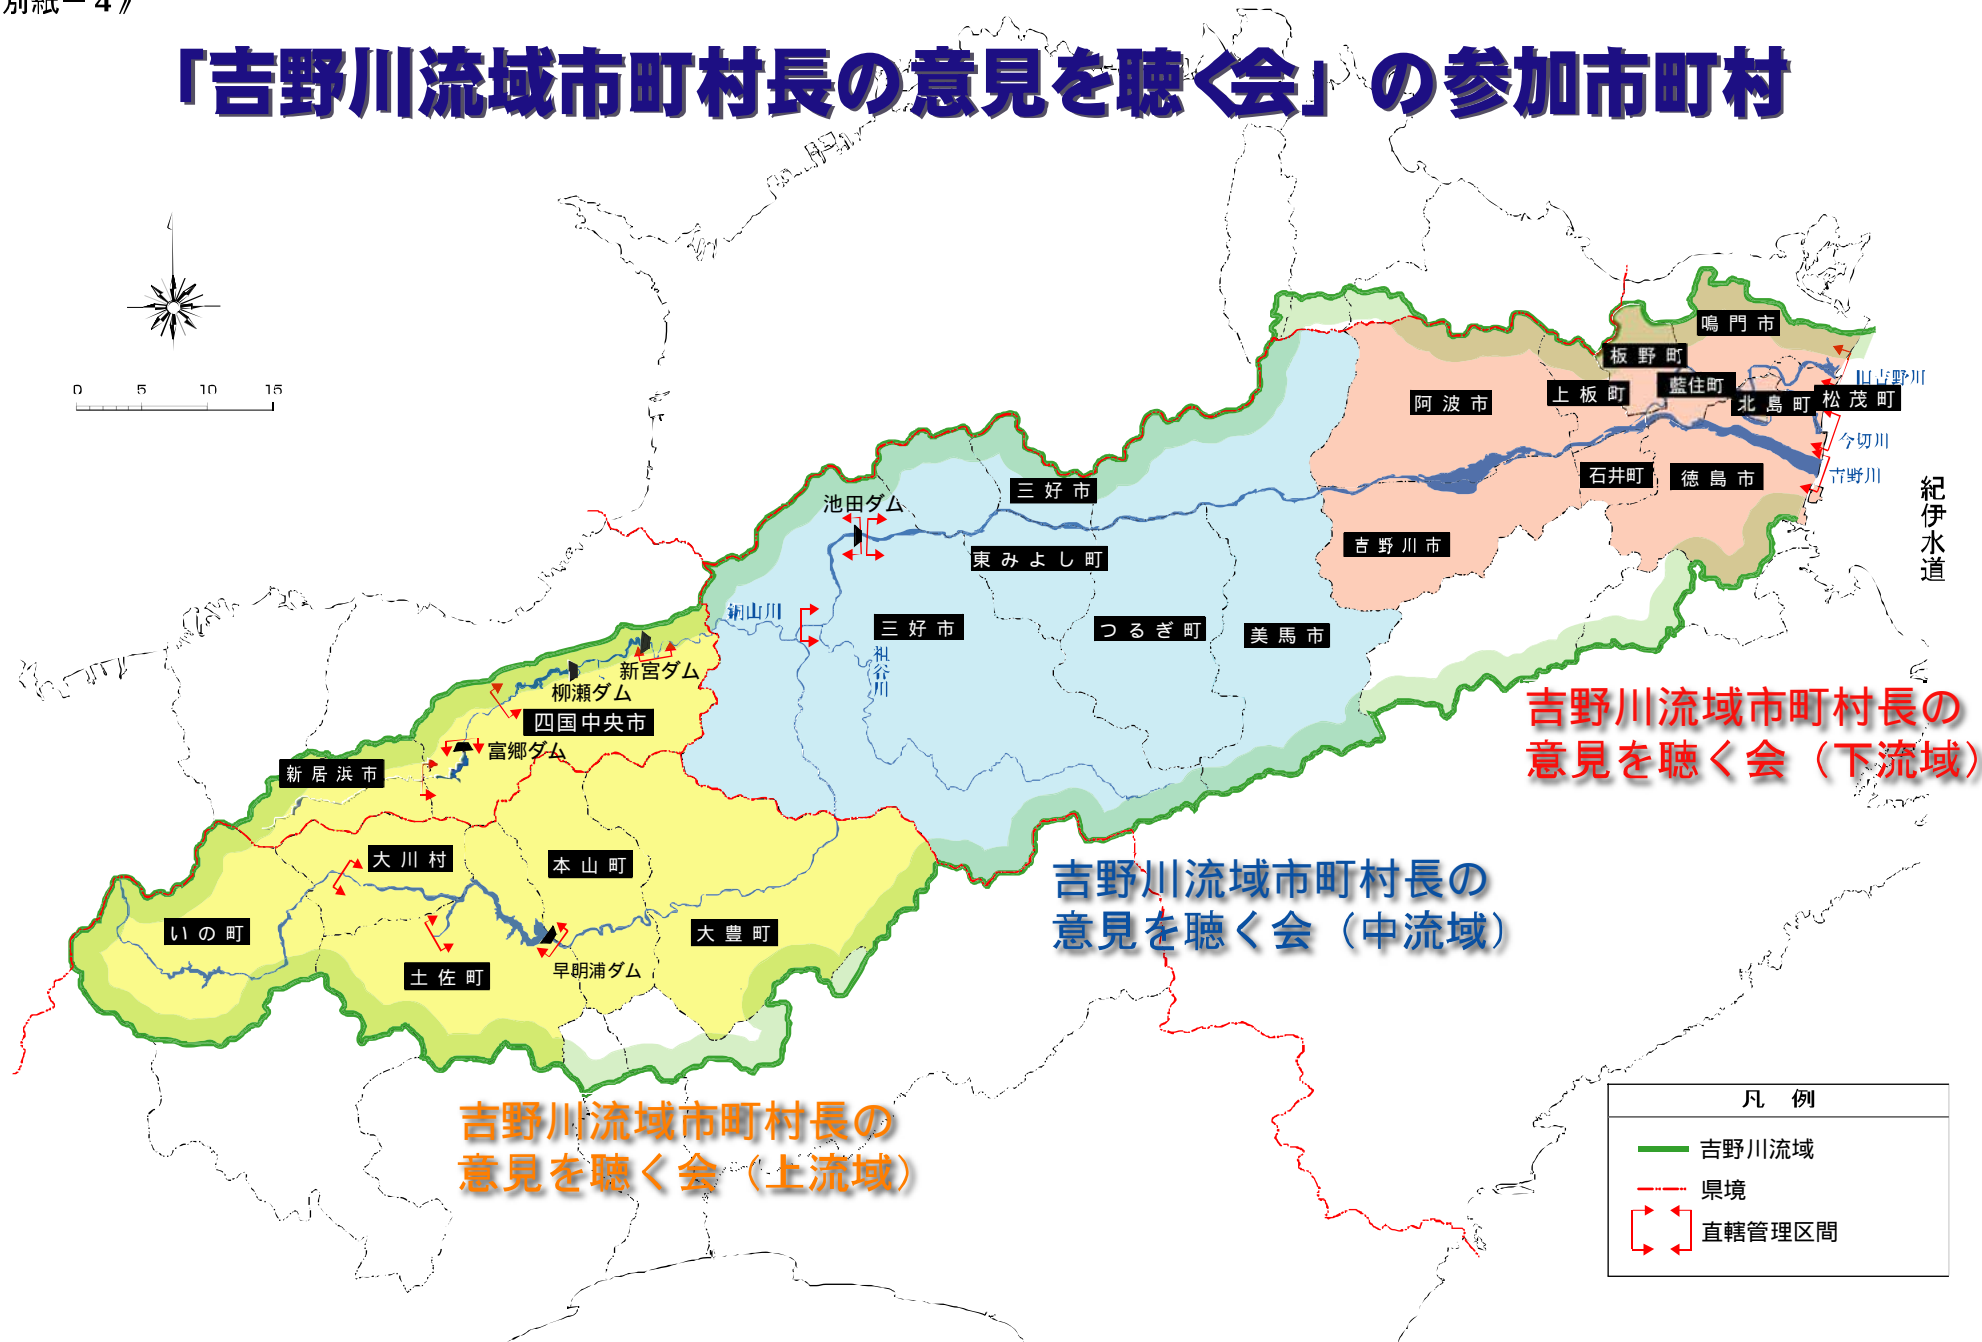 別紙－４》
「吉野川流域市町村長の意見を聴く会」の参加市町村
0 5 10 15
鳴門市
板野町
藍住町
上板町
阿波市
北島町
松茂町
旧吉野川
今切川
吉野川
石井町
徳島市
紀伊水道
三好市
池田ダム
東みよし町
吉野川市
銅山川
三好市
つるぎ町
美馬市
祖谷川
新宮ダム
柳瀬ダム
四国中央市
富郷ダム
新居浜市
吉野川流域市町村長の
意見を聴く会（下流域）
大川村
本山町
いの町
大豊町
土佐町
早明浦ダム
吉野川流域市町村長の
意見を聴く会（中流域）
吉野川流域市町村長の
意見を聴く会（上流域）
凡 例
吉野川流域
県境
直轄管理区間